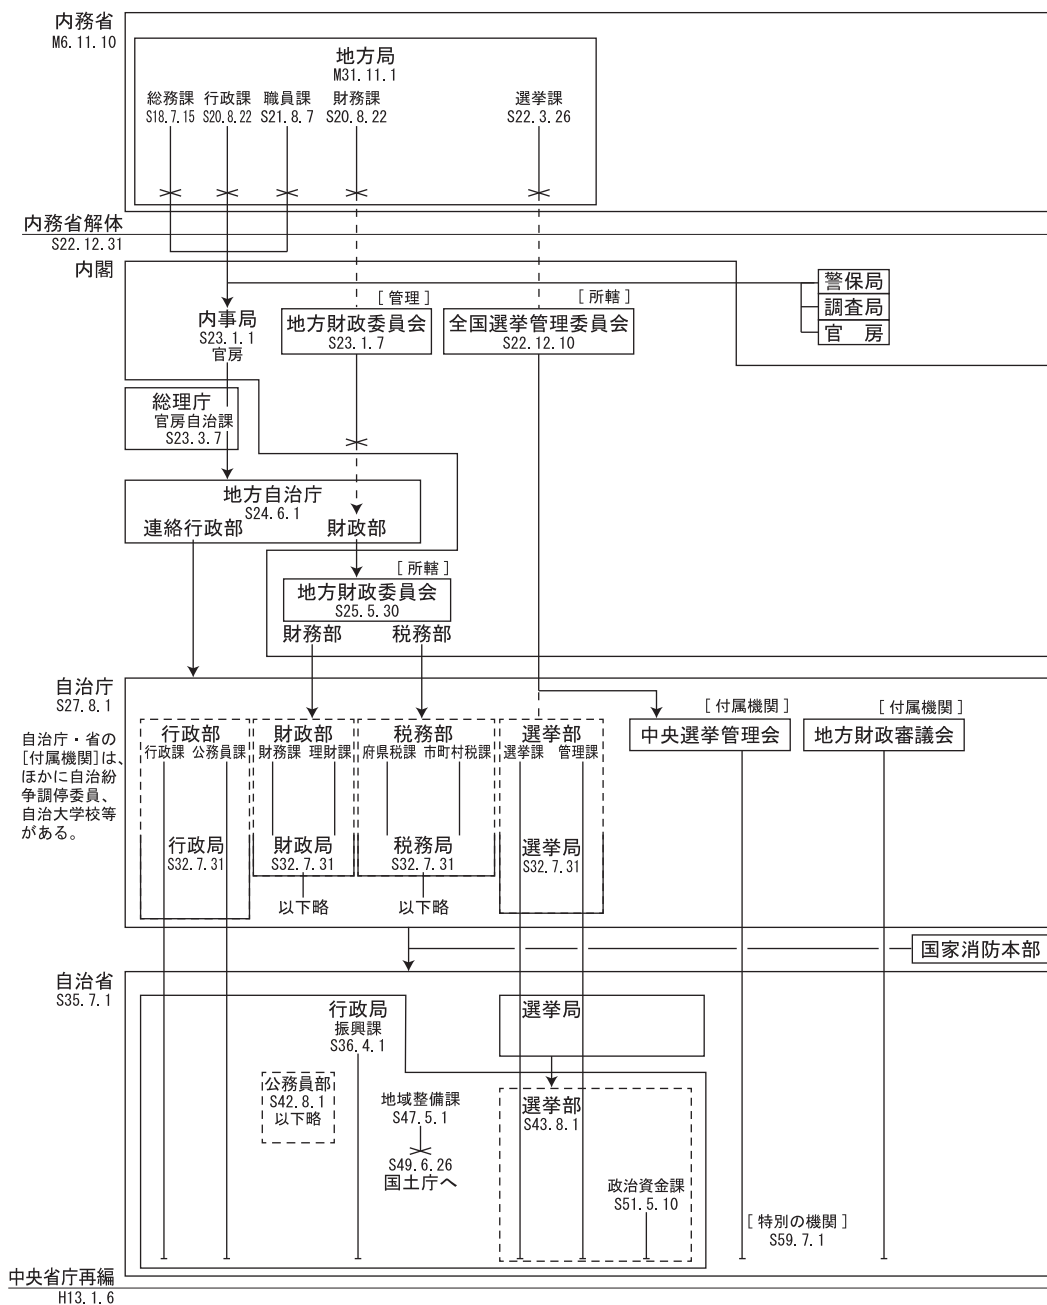 内務省
M6.11.10
地方局
M31.11.1
総務課 行政課 職員課 財務課 選挙課
S18.7.15 S20.8.22 S21.8.7 S20.8.22 S22.3.26
内務省解体
S22.12.31
内閣
警保局
調査局
官　房
[管理] [所轄]
内事局
S23.1.1
官房
地方財政委員会
S23.1.7
全国選挙管理委員会
S22.12.10
総理庁
官房自治課
S23.3.7
地方自治庁
S24.6.1
連絡行政部 財政部
[所轄]
地方財政委員会
S25.5.30
財務部 税務部
自治庁
S27.8.1
自治庁・省の
[付属機関]は、
ほかに自治紛
争調停委員、
自治大学校等
がある。
行政部
行政課 公務員課
財政部
財務課 理財課
税務部
府県税課 市町村税課
選挙部
選挙課 管理課
[付属機関]
中央選挙管理会
[付属機関]
地方財政審議会
行政局
S32.7.31
財政局
S32.7.31
税務局
S32.7.31
選挙局
S32.7.31
以下略 以下略
国家消防本部
自治省
S35.7.1
行政局
振興課
S36.4.1
選挙局
公務員部
S42.8.1
以下略
地域整備課
S47.5.1
S49.6.26
国土庁へ
選挙部
S43.8.1
政治資金課
S51.5.10
[特別の機関]
S59.7.1
中央省庁再編
H13.1.6